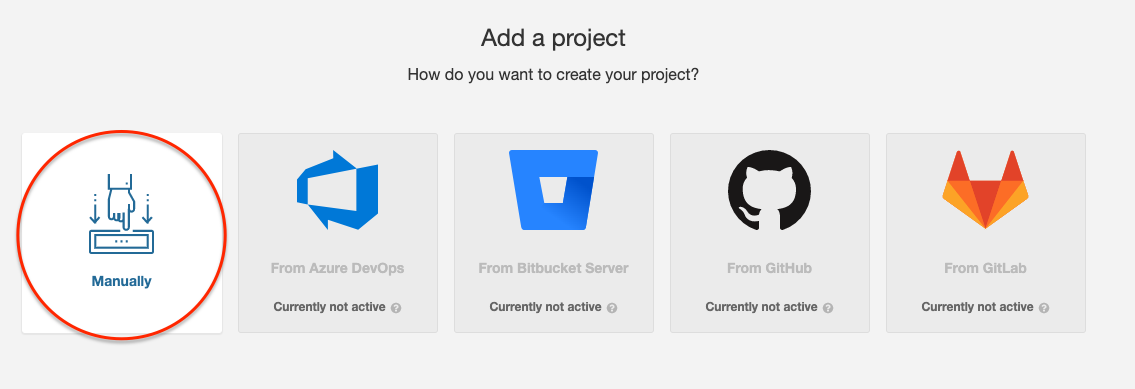 Add a project
How do you want to create your project?
Manually
From Azure DevOps
Currently not active ?
From Bitbucket Server
Currently not active ?
From GitHub
Currently not active ?
From GitLab
Currently not active ?